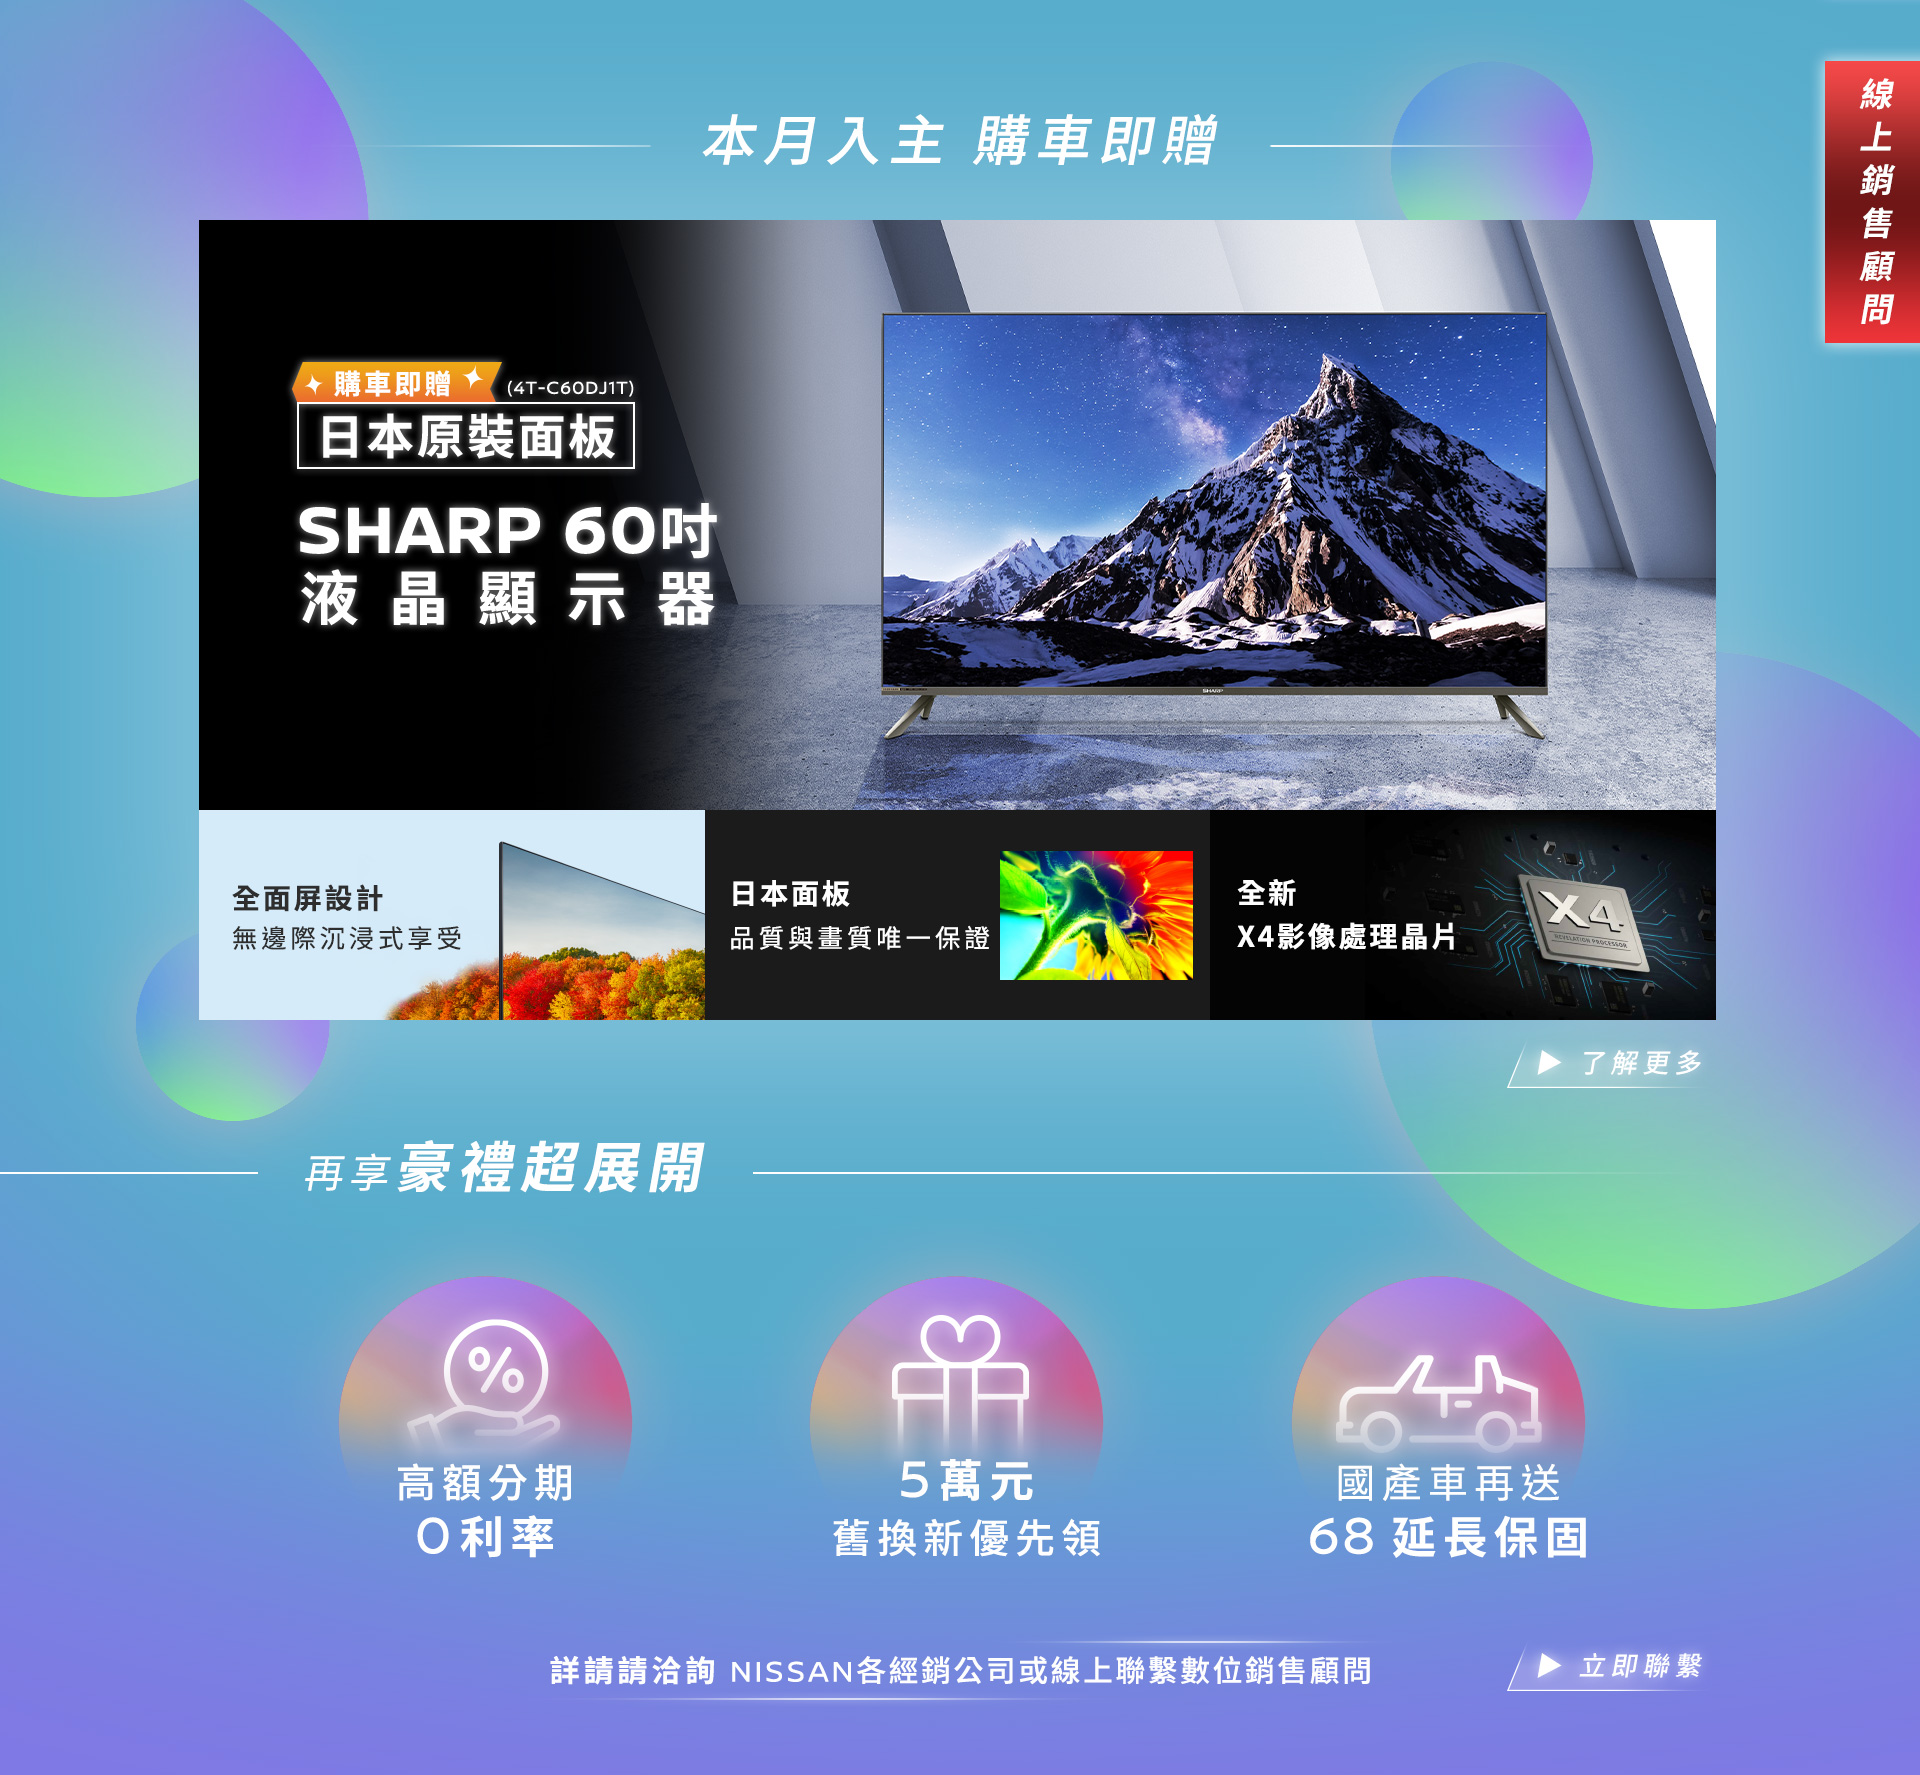 線上銷售顧問
本月入主 購車即贈
購車即贈 (4T-C60DJ1T)
日本原裝面板
SHARP 60吋
液晶顯示器
SHARP
全面屏設計
無邊際沉浸式享受
日本面板
品質與畫質唯一保證
全新
X4影像處理晶片
X4
REVELATION PROCESSOR
了解更多
再享豪禮超展開
%
高額分期
0利率
5萬元
舊換新優先領
國產車再送
68 延長保固
詳請請洽詢 NISSAN各經銷公司或線上聯繫數位銷售顧問
立即聯繫